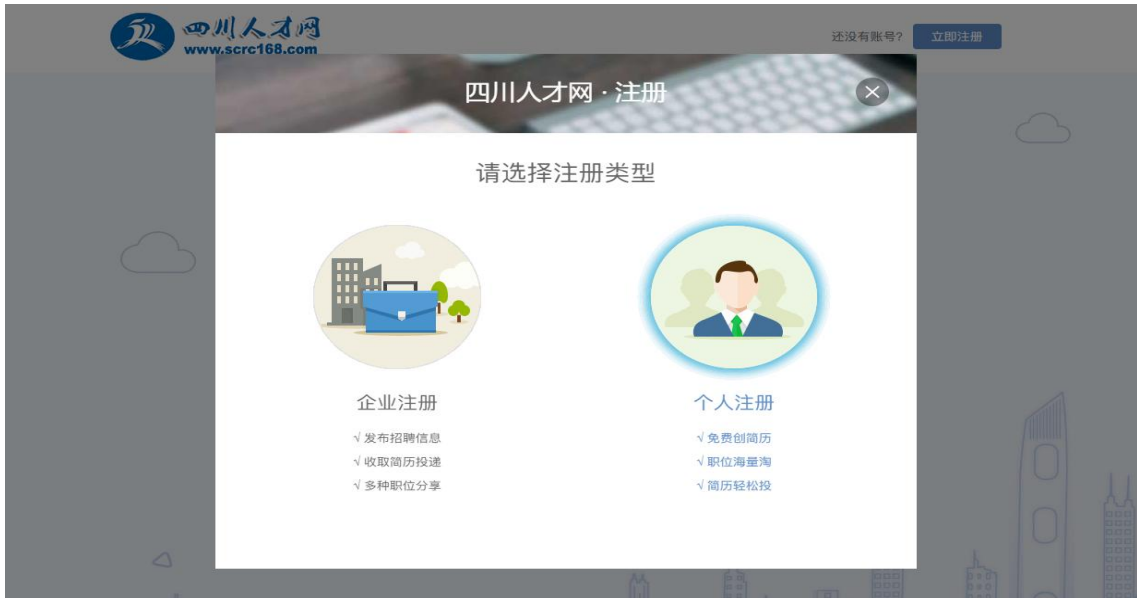 四川人才网
www.scrc168.com
还没有账号?
立即注册
四川人才网·注册
请选择注册类型
企业注册
√发布招聘信息
√收取简历投递
√多种职位分享
个人注册
√免费创简历
√职位海量淘
√简历轻松投